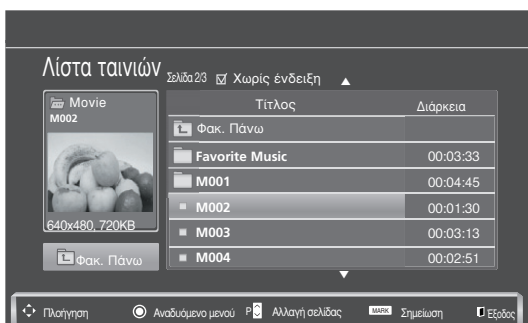 Λίστα ταινιών Σελίδα 2/3 Χωρίς ένδειξη
Movie
M002
640x480, 720KB
Φακ. Πάνω
Τίτλος Διάρκεια
Φακ. Πάνω
Favorite Music 00:03:33
M001 00:04:45
M002 00:01:30
M003 00:03:13
M004 00:02:51
Πλοήγηση Αναδυόμενο μενού P Αλλαγή σελίδας MARK Σημείωση Έξοδος